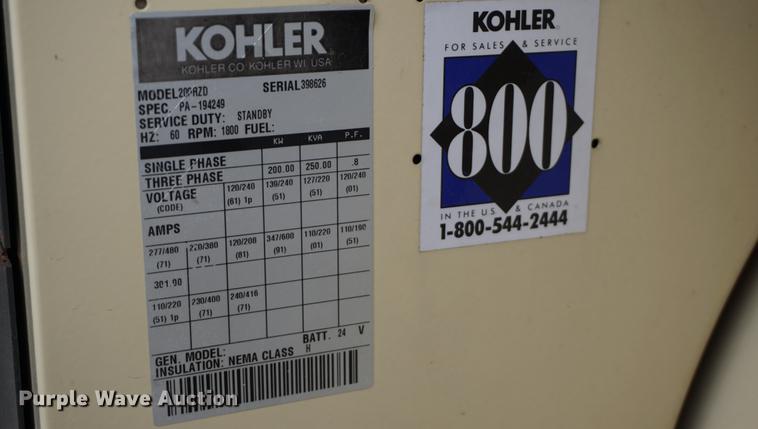 KOHLER
KOHLER CO KOHLER WI. USA
MODEL 200RZD SERIAL 398626
SPEC. PA-194249
SERVICE DUTY: STANDBY
HZ: 60 RPM: 1800 FUEL:
KW KVA P.F.
SINGLE PHASE
THREE PHASE 200.00 250.00 .8
VOLTAGE 120/240 139/240 127/220 120/240
(CODE) (61) 1p (51) (51) (01)
AMPS
277/480 220/380 120/208 347/600 110/220 110/190
(71) (71) (81) (91) (01) (51)
301.00
110/220 230/400 240/416
(51) 1p (71) (71)
GEN. MODEL: BATT. 24 V
INSULATION: NEMA CLASS H
KOHLER
FOR SALES & SERVICE
800
IN THE U.S. & CANADA
1-800-544-2444
Purple Wave Auction